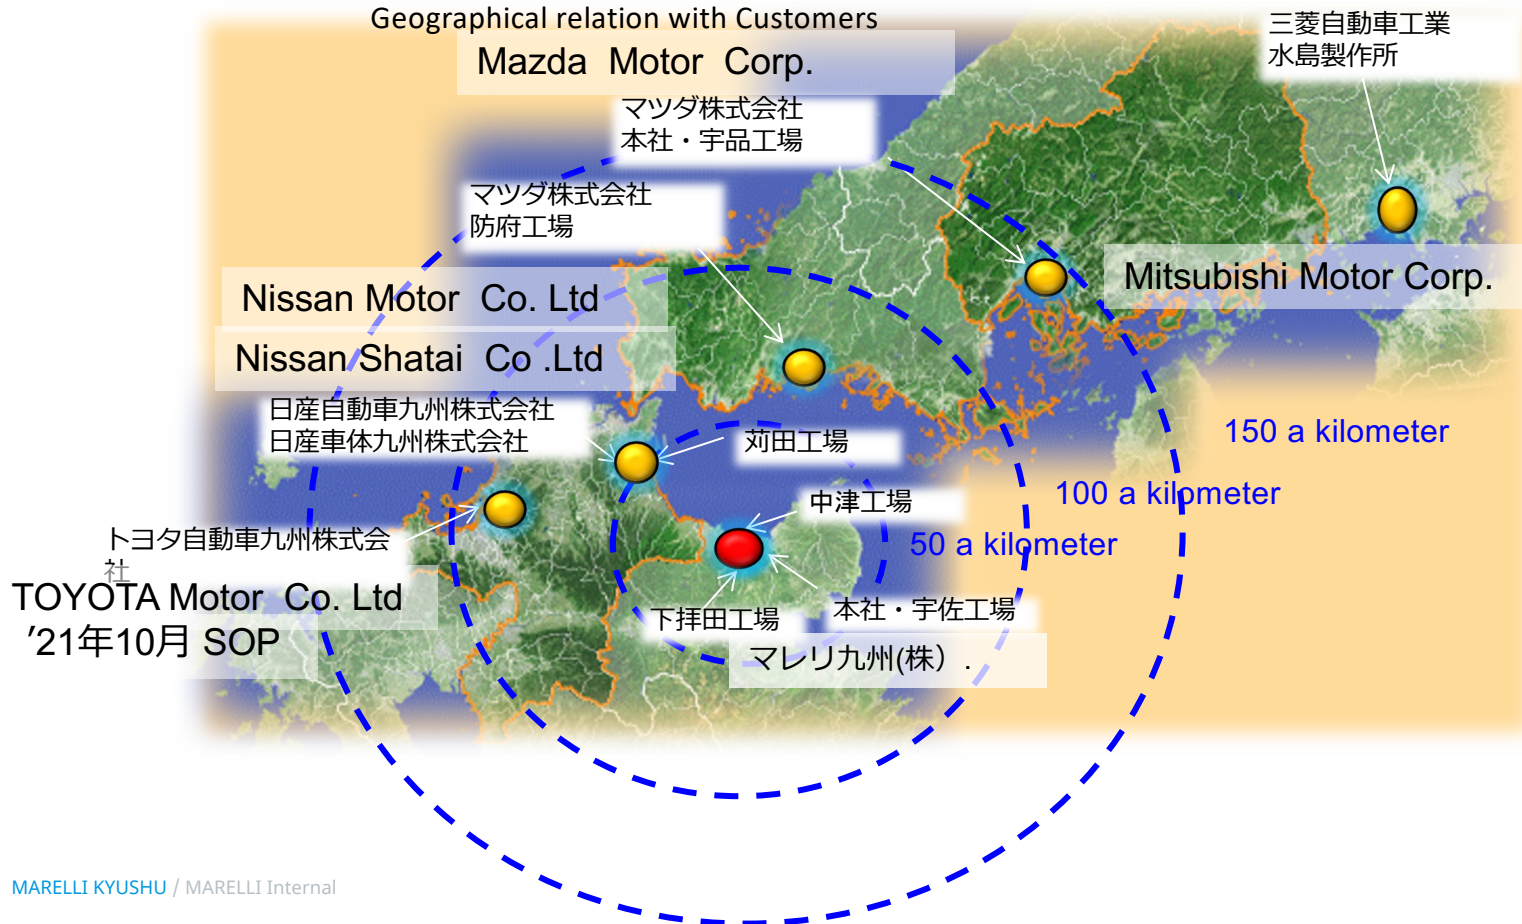 Geographical relation with Customers
Mazda Motor Corp.
三菱自動車工業
水島製作所
マツダ株式会社
本社・宇品工場
マツダ株式会社
防府工場
Mitsubishi Motor Corp.
Nissan Motor Co. Ltd
Nissan Shatai Co .Ltd
日産自動車九州株式会社
日産車体九州株式会社
苅田工場
150 a kilometer
100 a kilometer
中津工場
50 a kilometer
トヨタ自動車九州株式会
社
TOYOTA Motor Co. Ltd
’21年10月 SOP
下拝田工場
本社・宇佐工場
マレリ九州(株）.
MARELLI KYUSHU / MARELLI Internal